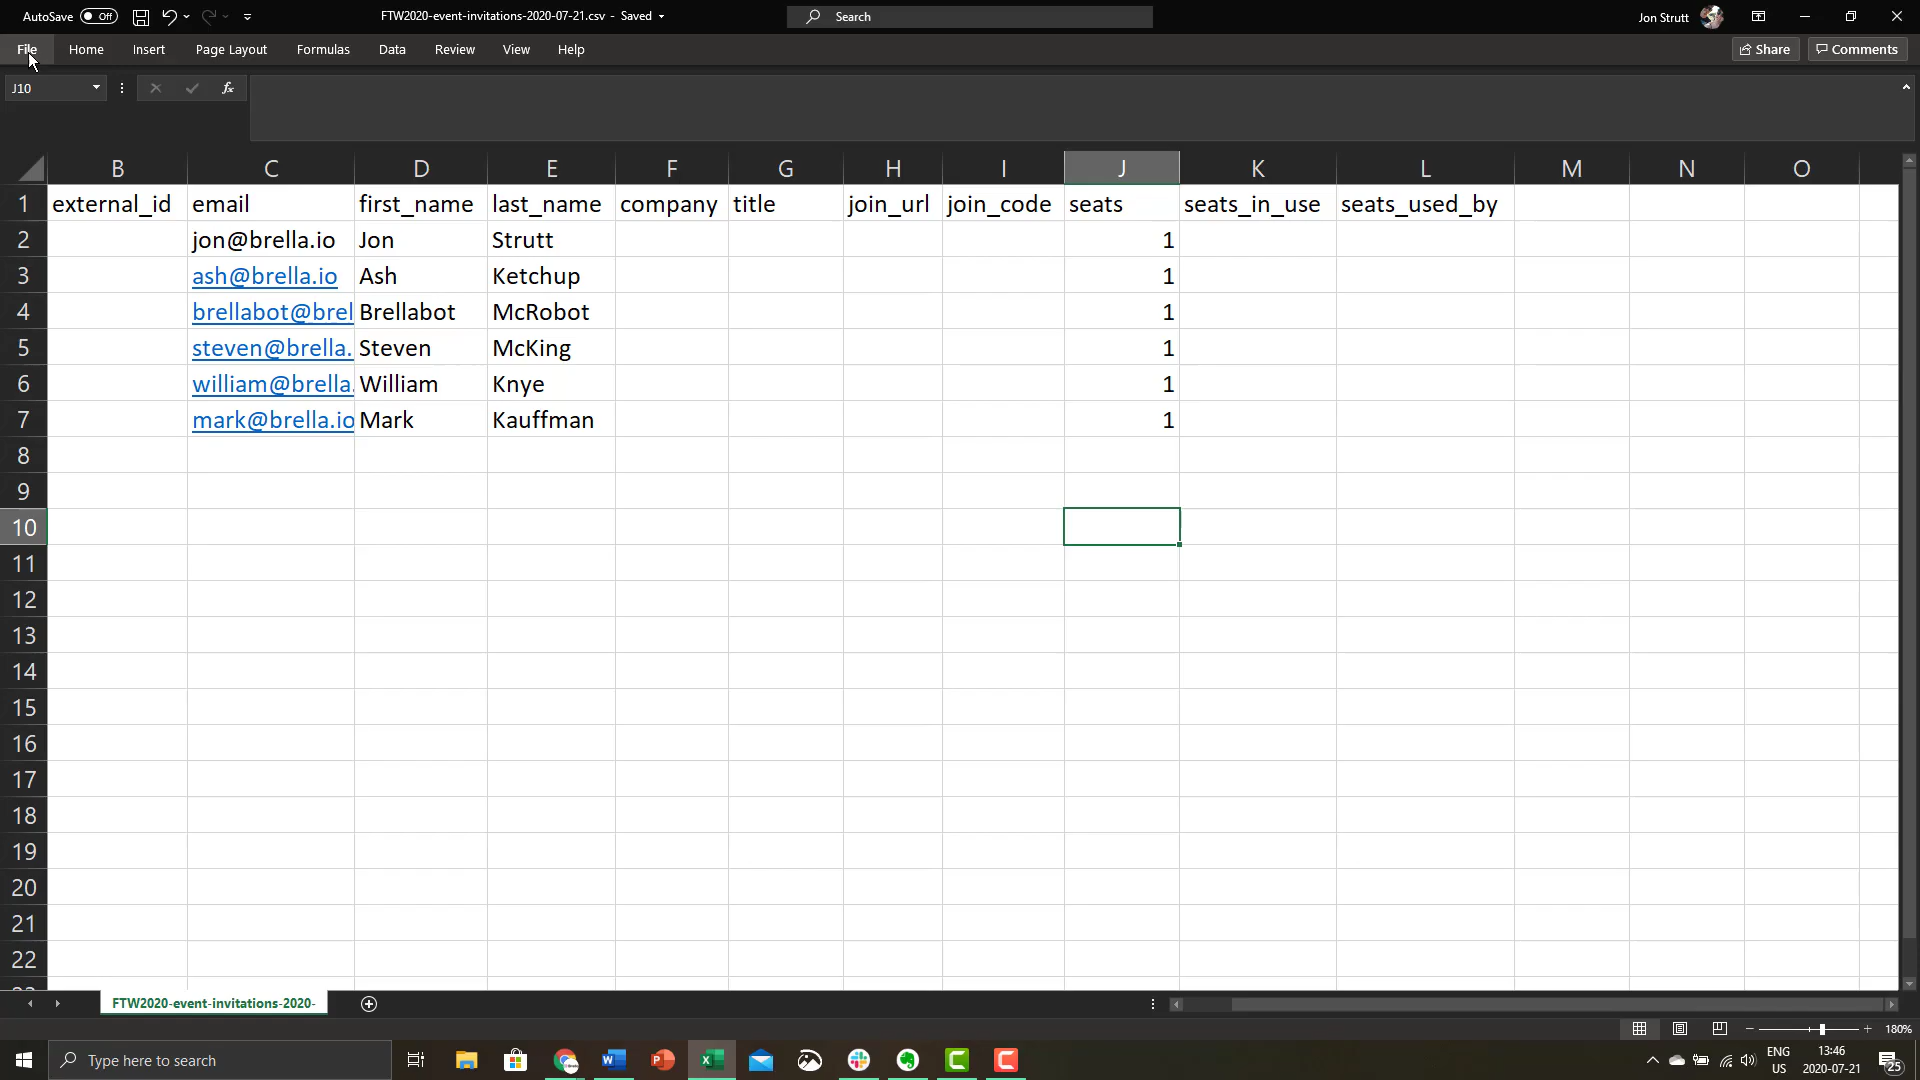 AutoSave Off FTW2020-event-invitations-2020-07-21.csv - Saved Search Jon Strutt
File Home Insert Page Layout Formulas Data Review View Help Share Comments
J10 fx
B C D E F G H I J K L M N O
1 external_id email first_name last_name company title join_url join_code seats seats_in_use seats_used_by
2 jon@brella.io Jon Strutt 1
3 ash@brella.io Ash Ketchup 1
4 brellabot@brel Brellabot McRobot 1
5 steven@brella. Steven McKing 1
6 william@brella. William Knye 1
7 mark@brella.io Mark Kauffman 1
8
9
10
11
12
13
14
15
16
17
18
19
20
21
22
FTW2020-event-invitations-2020-
180%
Type here to search ENG 13:46
US 2020-07-21 25